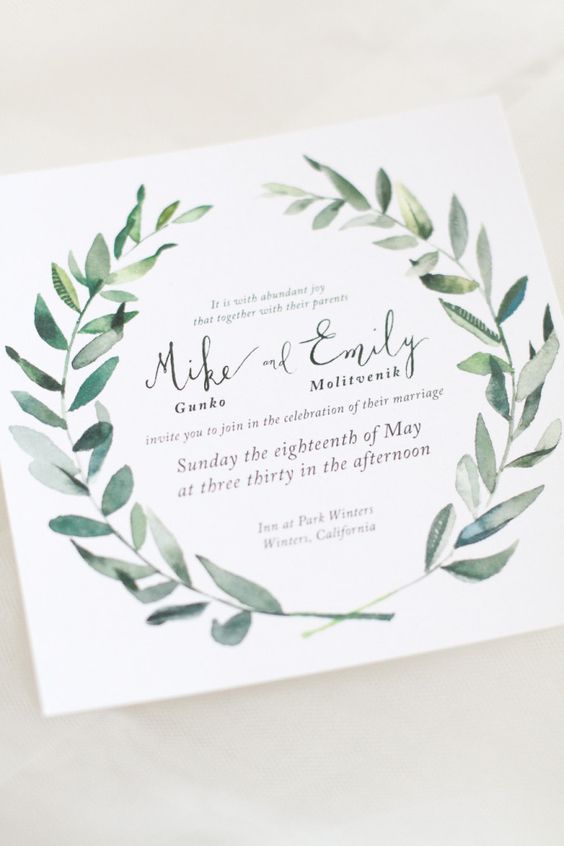 It is with abundant joy
that together with their parents
Mike and Emily
Gunko Molitvenik
invite you to join in the celebration of their marriage
Sunday the eighteenth of May
at three thirty in the afternoon
Inn at Park Winters
Winters, California